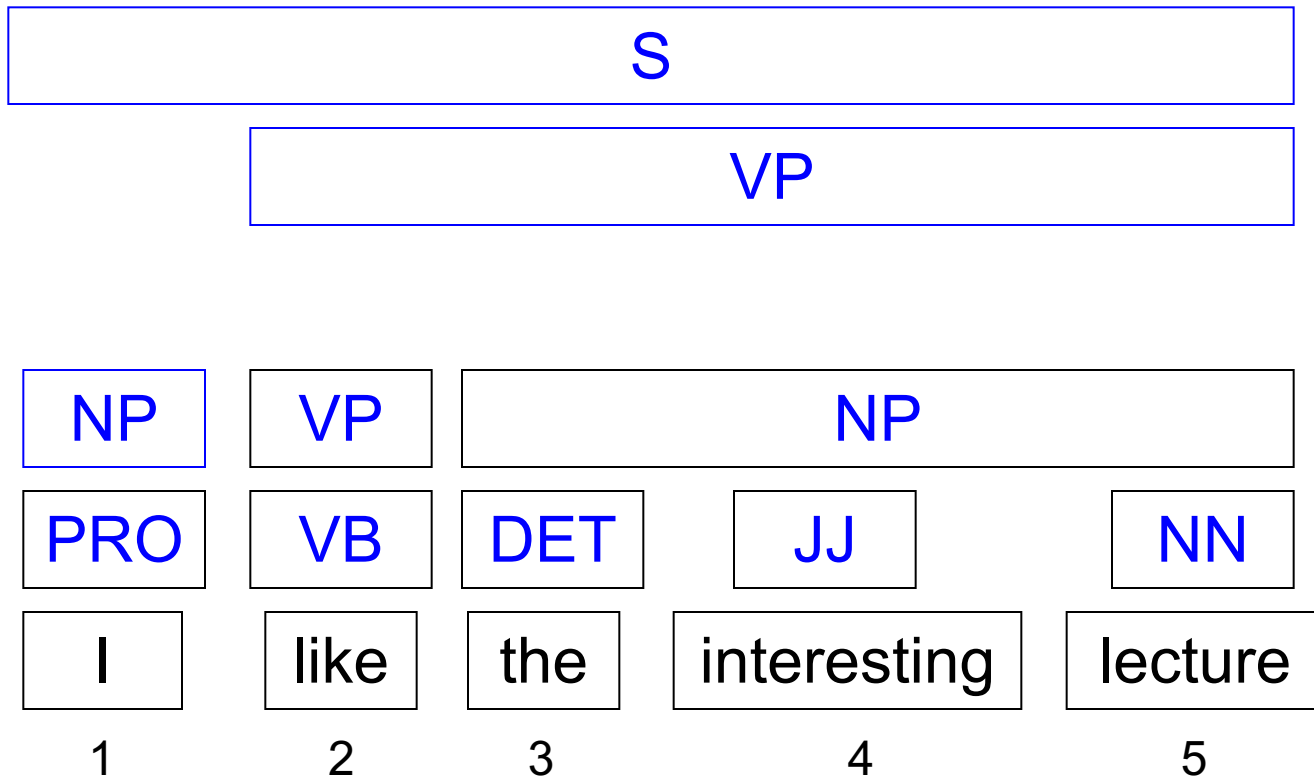 S
VP
NP VP NP
PRO VB DET JJ NN
I like the interesting lecture
1 2 3 4 5